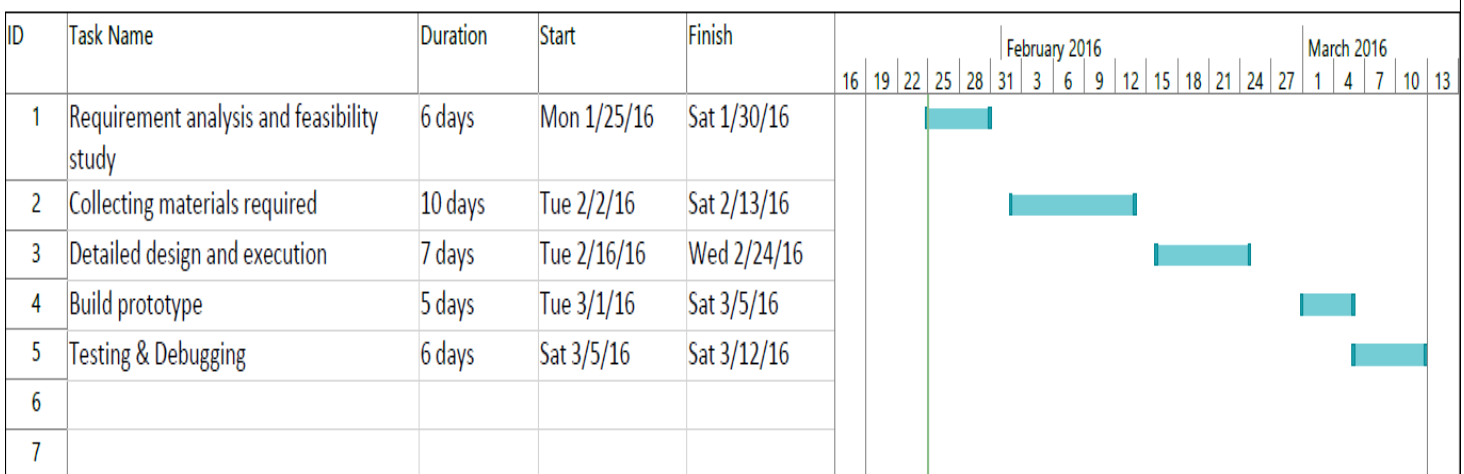 ID Task Name Duration Start Finish
February 2016 March 2016
16 19 22 25 28 31 3 6 9 12 15 18 21 24 27 1 4 7 10 13
1 Requirement analysis and feasibility 6 days Mon 1/25/16 Sat 1/30/16
study
2 Collecting materials required 10 days Tue 2/2/16 Sat 2/13/16
3 Detailed design and execution 7 days Tue 2/16/16 Wed 2/24/16
4 Build prototype 5 days Tue 3/1/16 Sat 3/5/16
5 Testing & Debugging 6 days Sat 3/5/16 Sat 3/12/16
6
7